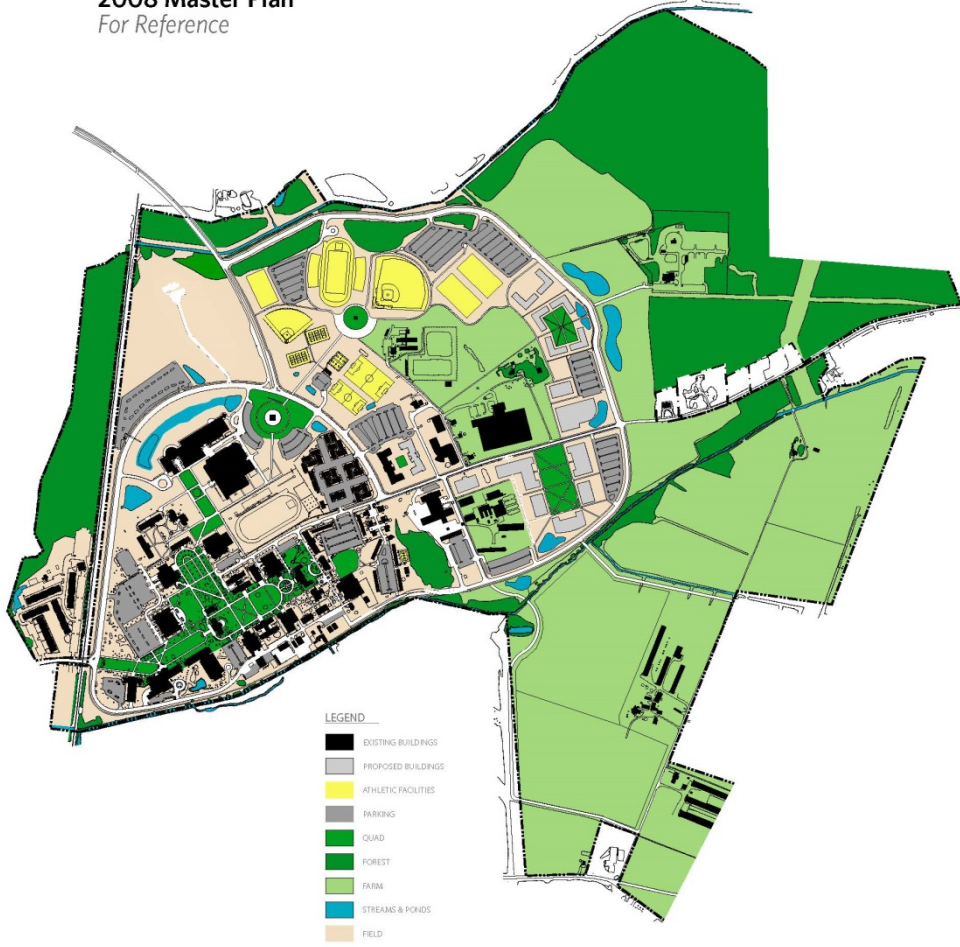 2008 Master Plan
For Reference
LEGEND
EXISTING BUILDINGS
PROPOSED BUILDINGS
ATHLETIC FACILITIES
PARKING
QUAD
FOREST
FARM
STREAMS & PONDS
FIELD